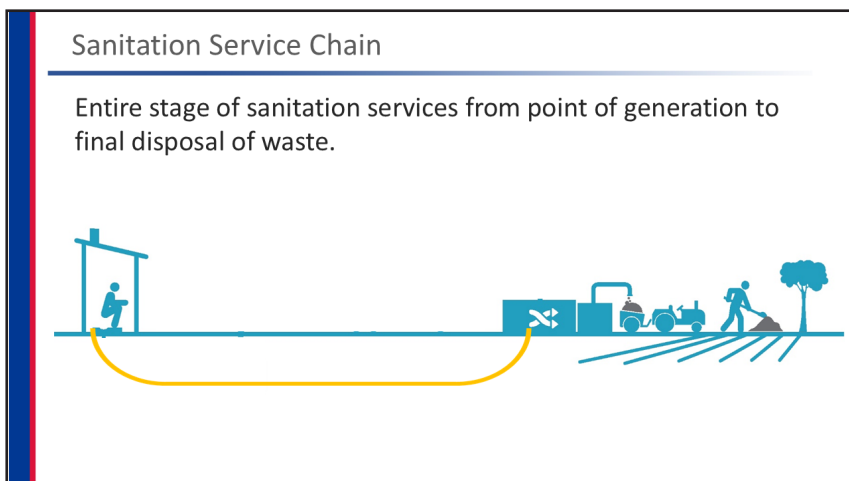 Sanitation Service Chain
Entire stage of sanitation services from point of generation to
final disposal of waste.